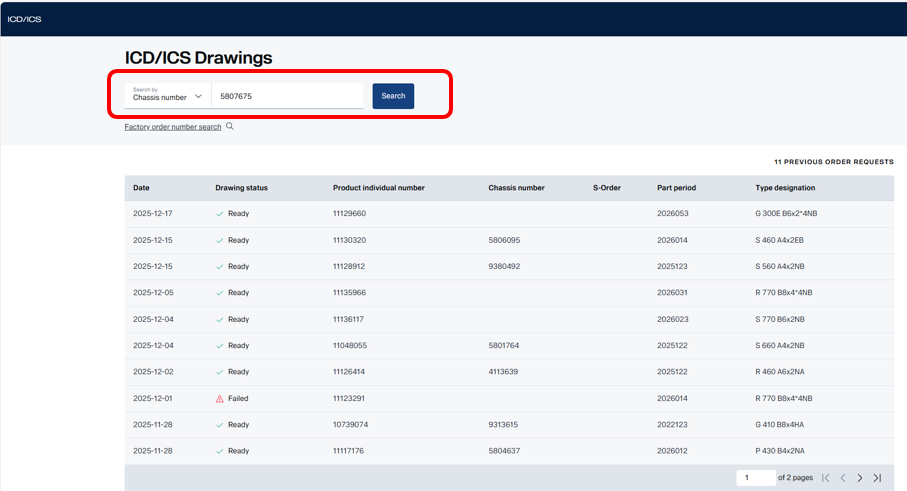 ICD/ICS
ICD/ICS Drawings
Search by
Chassis number
5807675
Search
Factory order number search
11 PREVIOUS ORDER REQUESTS
Date Drawing status Product individual number Chassis number S-Order Part period Type designation
2025-12-17 Ready 11129660 2026053 G 300E B6x2*4NB
2025-12-15 Ready 11130320 5806095 2026014 S 460 A4x2EB
2025-12-15 Ready 11128912 9380492 2025123 S 560 A4x2NB
2025-12-05 Ready 11135966 2026031 R 770 B8x4*4NB
2025-12-04 Ready 11136117 2026023 S 770 B6x2NB
2025-12-04 Ready 11048055 5801764 2025122 S 660 A4x2NB
2025-12-02 Ready 11126414 4113639 2025122 R 460 A6x2NA
2025-12-01 Failed 11123291 2026014 R 770 B8x4*4NB
2025-11-28 Ready 10739074 9313615 2022123 G 410 B8x4HA
2025-11-28 Ready 11117176 5804637 2026012 P 430 B4x2NA
1 of 2 pages